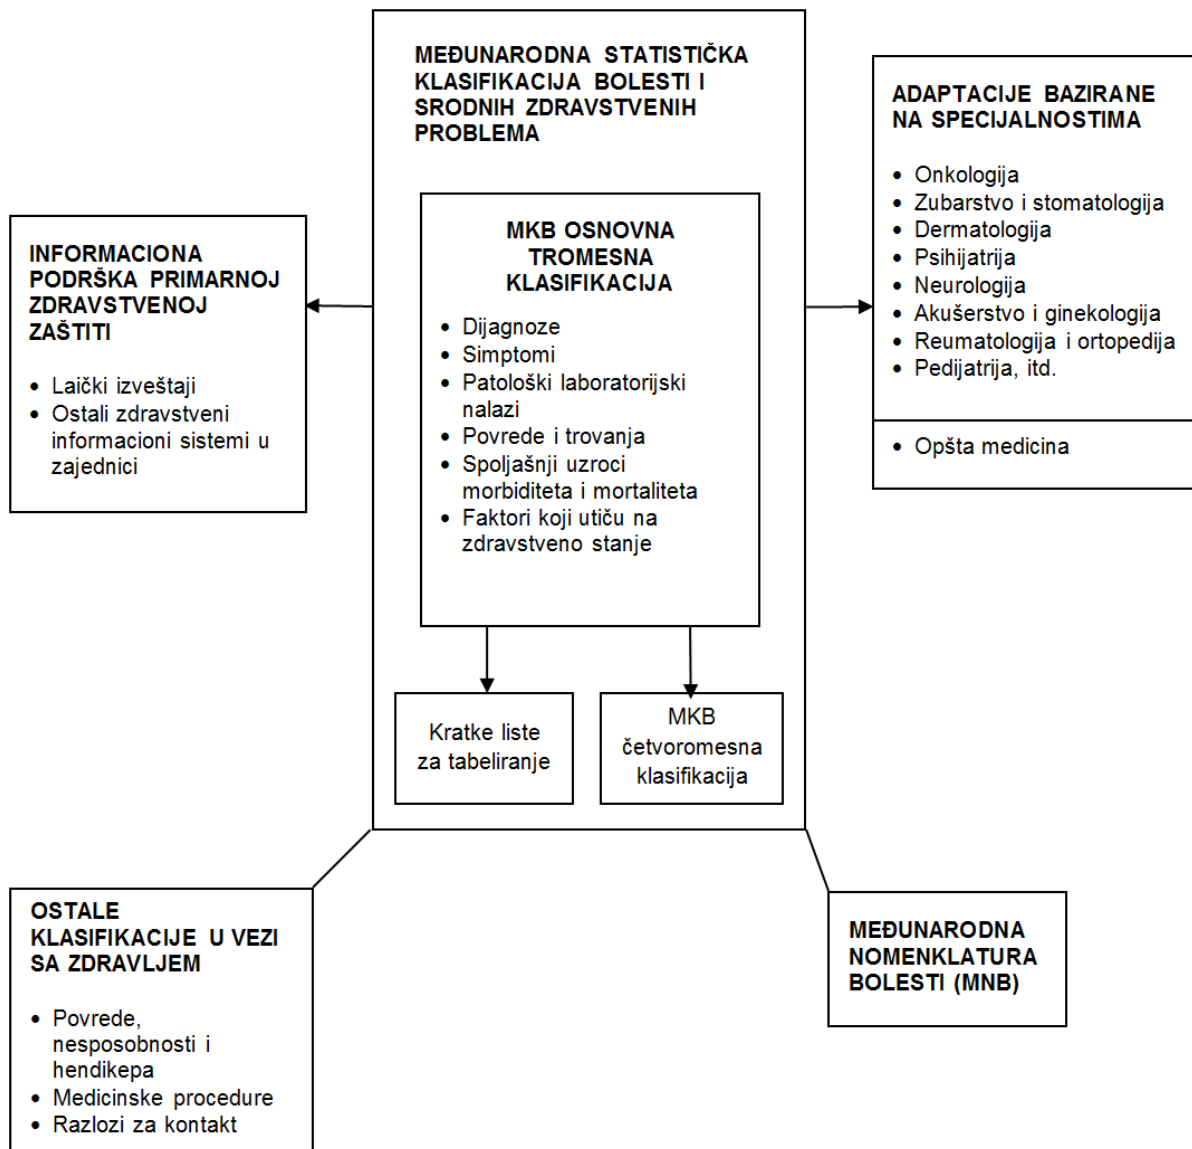 MEĐUNARODNA STATISTIČKA
KLASIFIKACIJA BOLESTI I
SRODNIH ZDRAVSTVENIH
PROBLEMA
MKB OSNOVNA
TROMESNA
KLASIFIKACIJA
• Dijagnoze
• Simptomi
• Patološki laboratorijski
nalazi
• Povrede i trovanja
• Spoljašnji uzroci
morbiditeta i mortaliteta
• Faktori koji utiču na
zdravstveno stanje
Kratke liste
za tabeliranje
MKB
četvoromesna
klasifikacija
INFORMACIONA
PODRŠKA PRIMARNOJ
ZDRAVSTVENOJ
ZAŠTITI
• Laički izveštaji
• Ostali zdravstveni
informacioni sistemi u
zajednici
ADAPTACIJE BAZIRANE
NA SPECIJALNOSTIMA
• Onkologija
• Zubarstvo i stomatologija
• Dermatologija
• Psihijatrija
• Neurologija
• Akušerstvo i ginekologija
• Reumatologija i ortopedija
• Pedijatrija, itd.
• Opšta medicina
OSTALE
KLASIFIKACIJE U VEZI
SA ZDRAVLJEM
• Povrede,
nesposobnosti i
hendikepa
• Medicinske procedure
• Razlozi za kontakt
MEĐUNARODNA
NOMENKLATURA
BOLESTI (MNB)